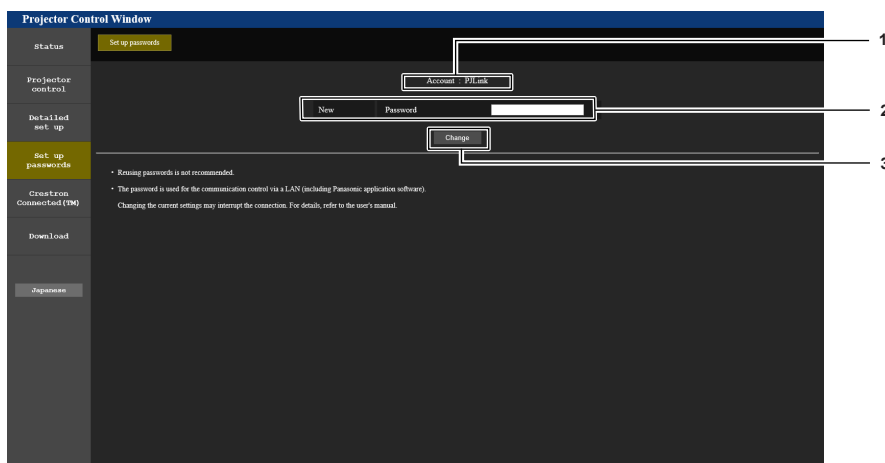 Projector Control Window
Status
Set up passwords
1
Projector
control
Account : PJLink
New Password
2
Detailed
set up
Change
Set up
passwords
3
• Reusing passwords is not recommended.
• The password is used for the communication control via a LAN (including Panasonic application software).
Changing the current settings may interrupt the connection. For details, refer to the user's manual.
Crestron
Connected(TM)
Download
Japanese